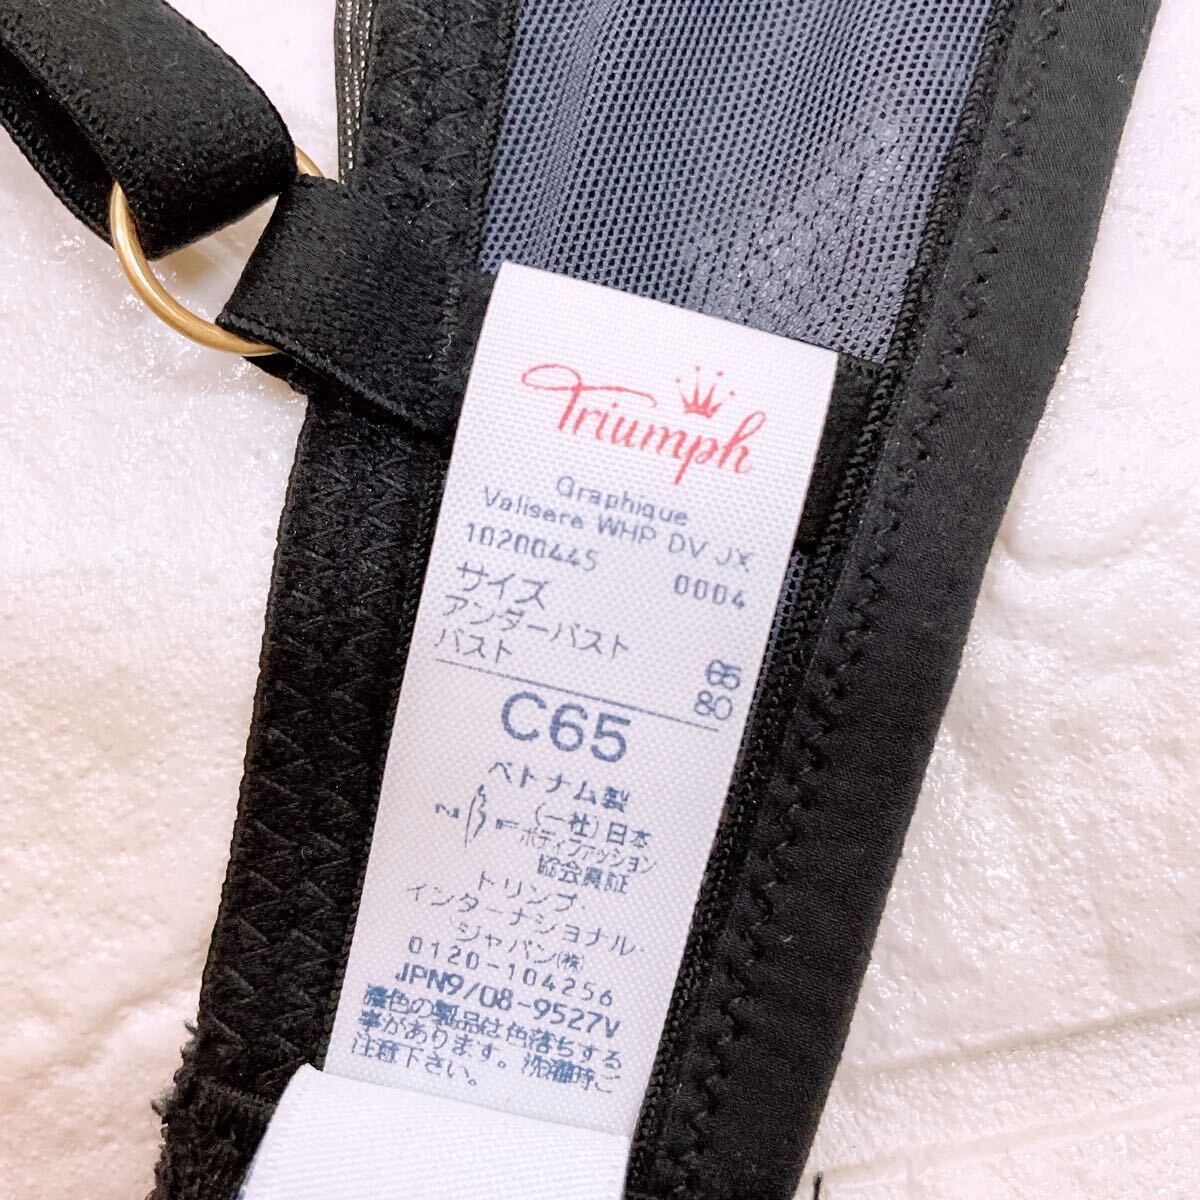 Triumph
Graphique
Valisere WHP DV JX
10200445 0004
サイズ
アンダーバスト 65
バスト 80
C65
ベトナム製
(一社)日本
NBF ボディファッション
協会員証
トリンプ・
インターナショナル・
ジャパン(株)
0120-104256
JPN9/08-9527V
濃色の製品は色落ちする
事があります。洗濯時ご
注意下さい。